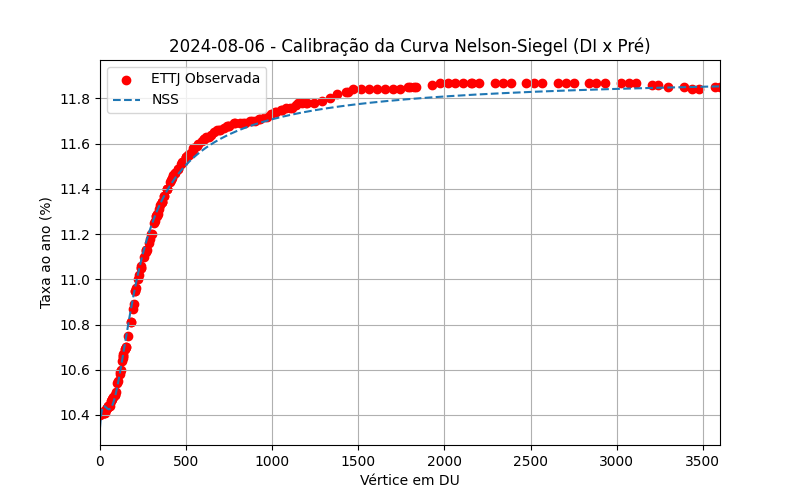 2024-08-06 - Calibração da Curva Nelson-Siegel (DI x Pré)
ETTJ Observada
NSS
Taxa ao ano (%)
11.8
11.6
11.4
11.2
11.0
10.8
10.6
10.4
0 500 1000 1500 2000 2500 3000 3500
Vértice em DU